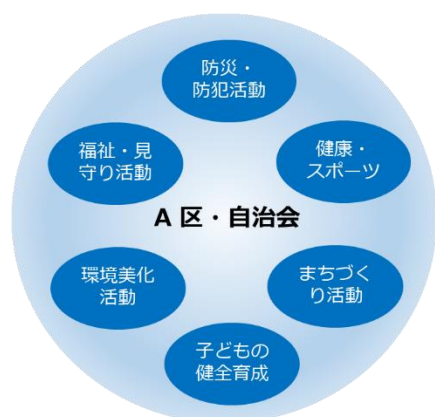 防災・
防犯活動
福祉・見
守り活動
健康・
スポーツ
A 区・自治会
環境美化
活動
まちづく
り活動
子どもの
健全育成